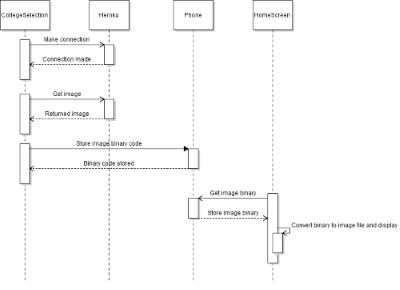 CollegeSelection
Heroku
Phone
HomeScreen
Make connection
Connection made
Get image
Returned image
Store image binary code
Binary code stored
Get image binary
Store image binary
Convert binary to image file and display